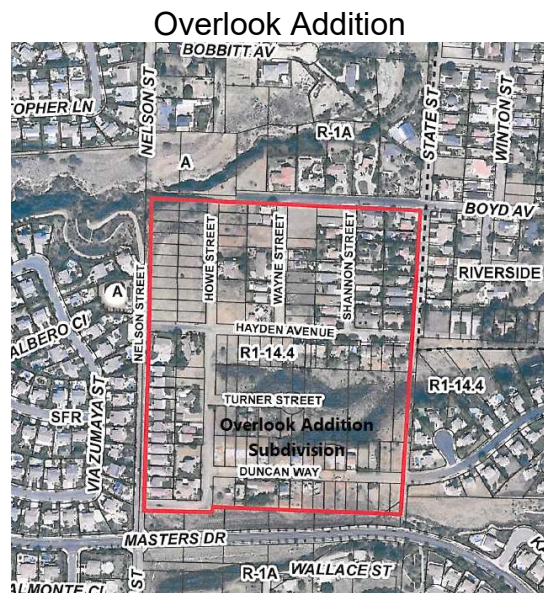 Overlook Addition
BOBBITT AV
TOPHER LN
NELSON ST
R-1A
STATE ST
WINTON ST
A
BOYD AV
HOWE STREET
WAYNE STREET
SHANNON STREET
RIVERSIDE
A
NELSON STREET
HAYDEN AVENUE
ALBERO CI
R1-14.4
R1-14.4
TURNER STREET
SFR
VIA ZUMAYA ST
Overlook Addition
Subdivision
DUNCAN WAY
MASTERS DR
ALMONTE CI
ST
R-1A
WALLACE ST